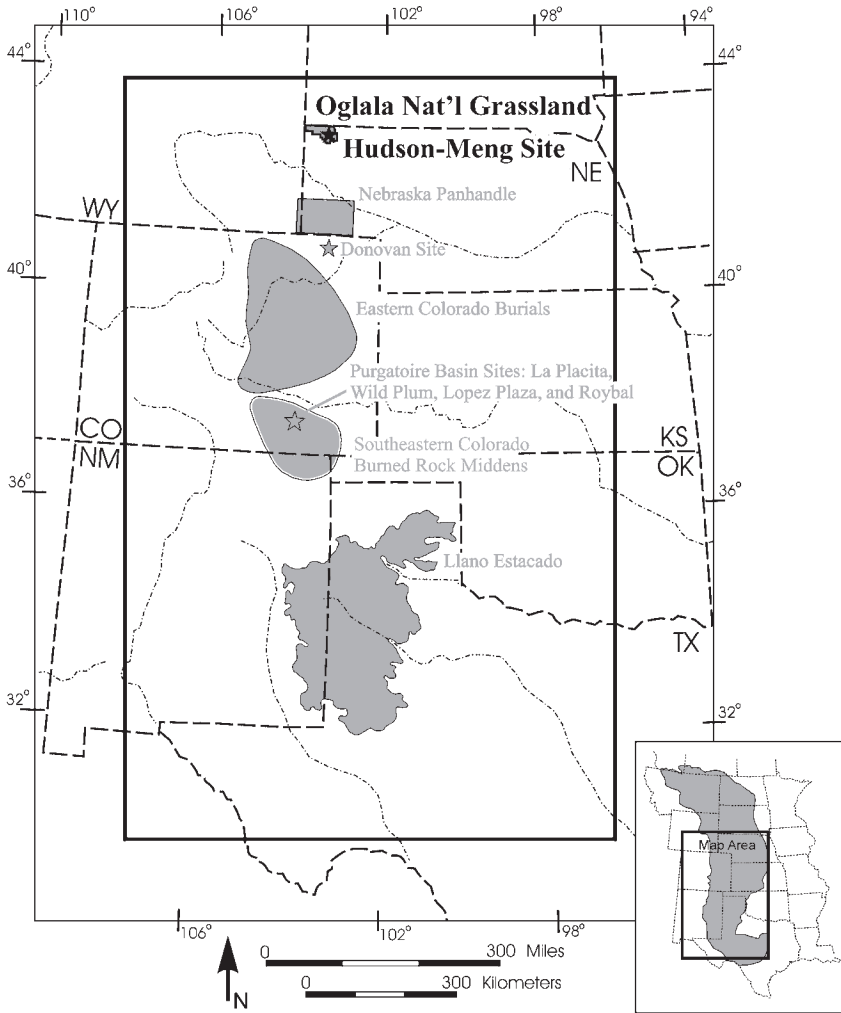 110°
106°
102°
98°
94°
44°
44°
Oglala Nat'l Grassland
Hudson-Meng Site
NE
Nebraska Panhandle
WY
Donovan Site
40°
40°
Eastern Colorado Burials
Purgatoire Basin Sites: La Placita,
Wild Plum, Lopez Plaza, and Roybal
CO
KS
NM
Southeastern Colorado
Burned Rock Middens
OK
36°
36°
Llano Estacado
TX
32°
32°
Map Area
106°
102°
98°
0
300 Miles
0
300 Kilometers
N